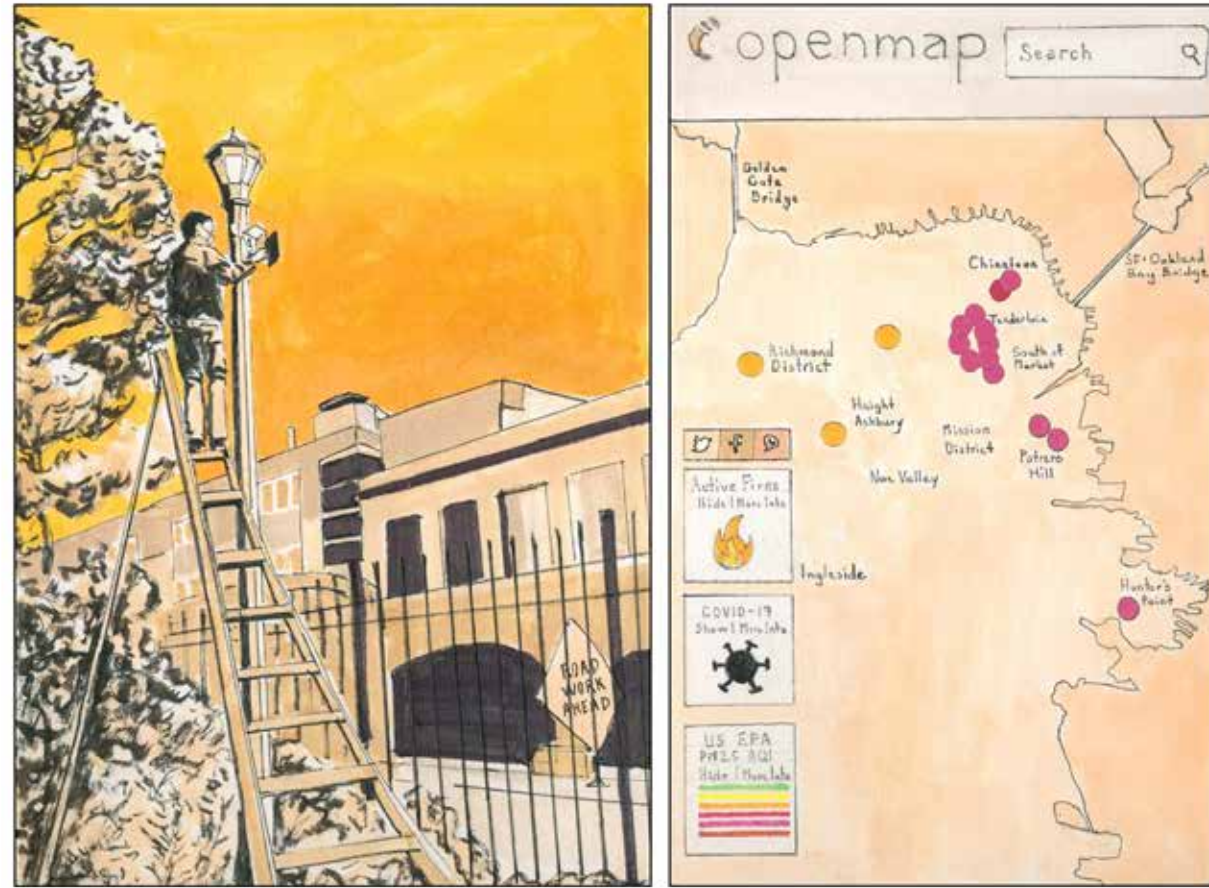 ROAD
WORK
AHEAD
openmap
Search
Golden
Gate
Bridge
SF-Oakland
Bay Bridge
Chinatown
Tenderloin
South of
Market
Richmond
District
Haight
Ashbury
Mission
District
Potrero
Hill
Noe Valley
Active Fires
Hide | More Info
Ingleside
Hunter's
Point
COVID-19
Show | More Info
US EPA
PM2.5 AQI
Hide | More Info